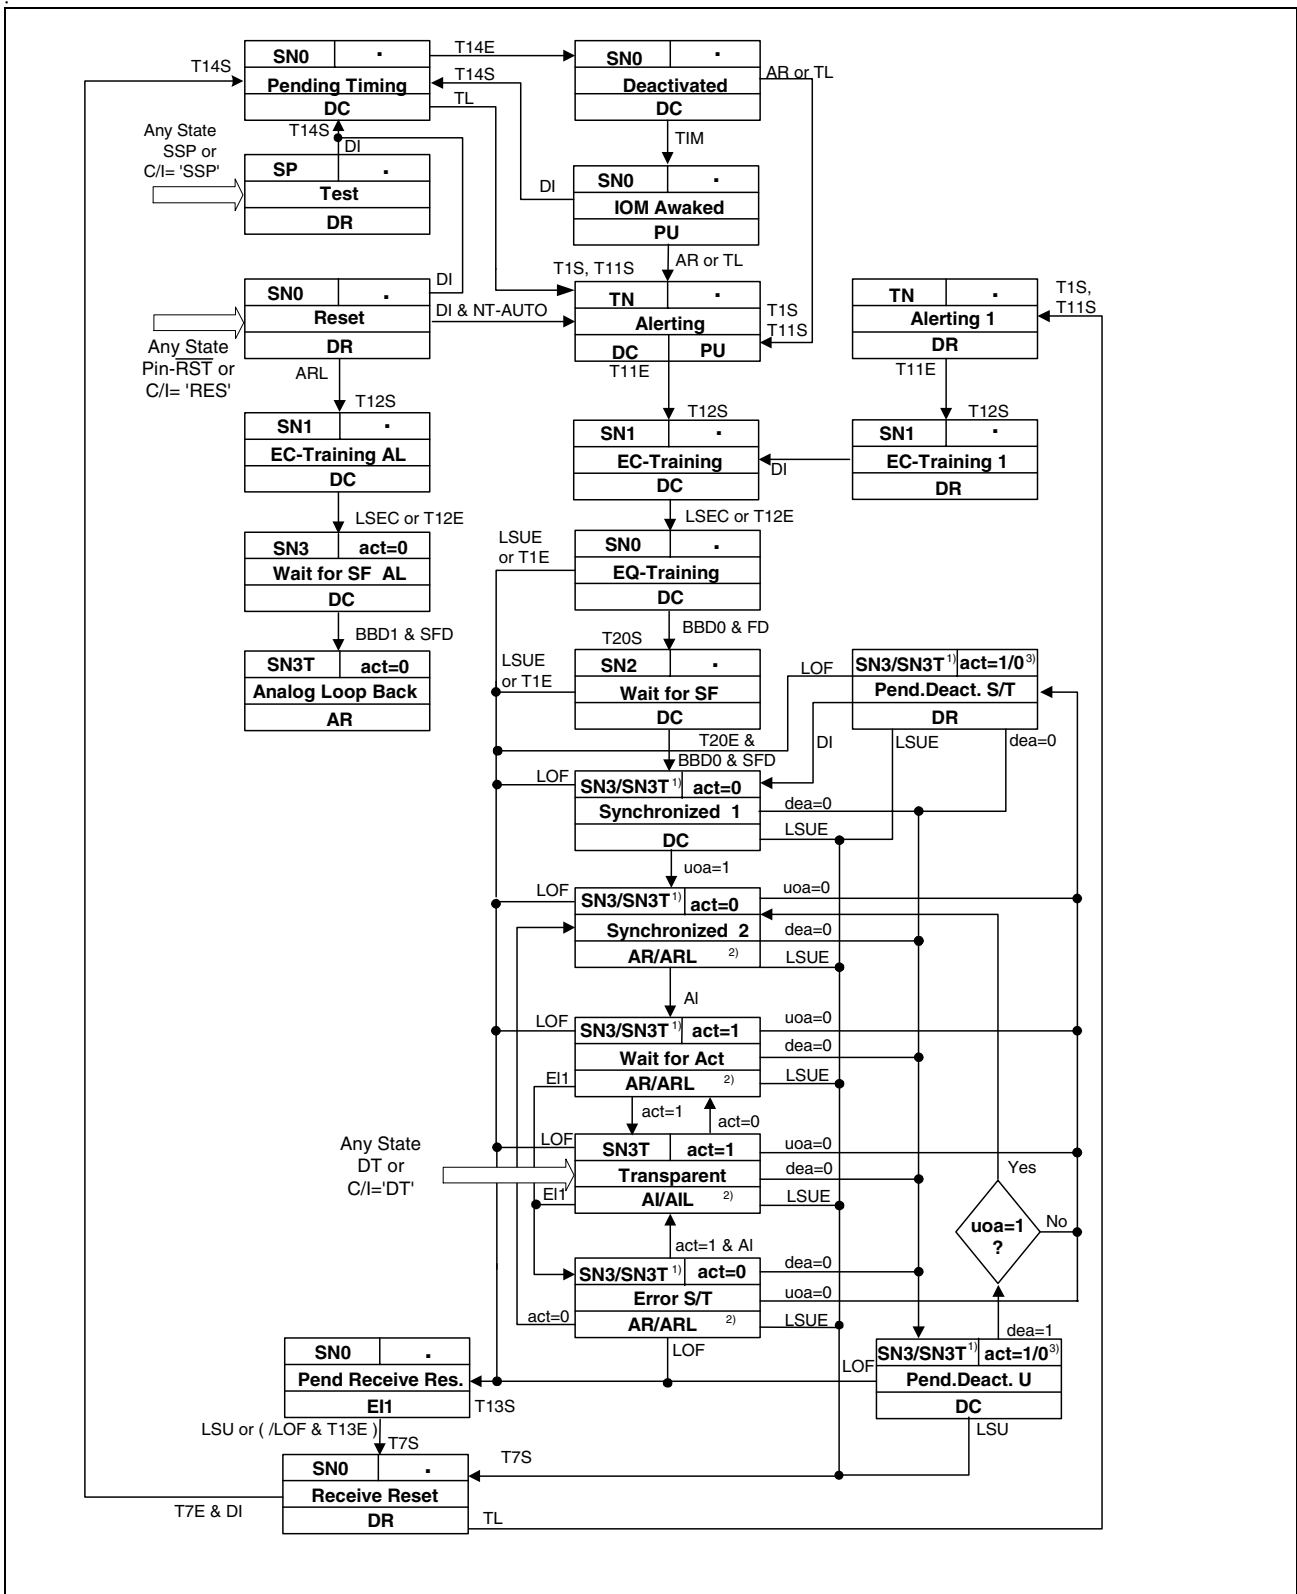 .
SN0 .
Pending Timing
DC
T14S
T14E
T14S
TL
SN0 .
Deactivated
DC
AR or TL
TIM
Any State
SSP or
C/I= 'SSP'
T14S
DI
SP .
Test
DR
DI
SN0 .
IOM Awaked
PU
AR or TL
T1S, T11S
DI
SN0 .
Reset
DR
DI & NT-AUTO
Any State
Pin-RST or
C/I= 'RES'
ARL
TN .
Alerting
DC PU
T1S
T11S
T11E
TN .
Alerting 1
DR
T1S,
T11S
T11E
T12S
SN1 .
EC-Training AL
DC
T12S
SN1 .
EC-Training
DC
DI
T12S
SN1 .
EC-Training 1
DR
LSEC or T12E
LSEC or T12E
SN3 act=0
Wait for SF AL
DC
LSUE
or T1E
SN0 .
EQ-Training
DC
BBD1 & SFD
BBD0 & FD
T20S
SN3T act=0
Analog Loop Back
AR
LSUE
or T1E
SN2 .
Wait for SF
DC
LOF
SN3/SN3T 1) act=1/0 3)
Pend.Deact. S/T
DR
T20E &
BBD0 & SFD
DI
LSUE
dea=0
LOF
SN3/SN3T 1) act=0
Synchronized 1
DC
dea=0
LSUE
uoa=1
LOF
SN3/SN3T 1) act=0
Synchronized 2
AR/ARL 2)
uoa=0
dea=0
LSUE
AI
LOF
SN3/SN3T 1) act=1
Wait for Act
AR/ARL 2)
uoa=0
dea=0
LSUE
EI1
act=1
act=0
Any State
DT or
C/I='DT'
LOF
SN3T act=1
Transparent
AI/AIL 2)
uoa=0
dea=0
LSUE
EI1
Yes
uoa=1
?
No
act=1 & AI
SN3/SN3T 1) act=0
Error S/T
AR/ARL 2)
dea=0
uoa=0
LSUE
act=0
LOF
dea=1
SN0 .
Pend Receive Res.
EI1
T13S
LOF
SN3/SN3T 1) act=1/0 3)
Pend.Deact. U
DC
LSU
LSU or ( /LOF & T13E )
T7S
T7S
SN0 .
Receive Reset
DR
T7E & DI
TL